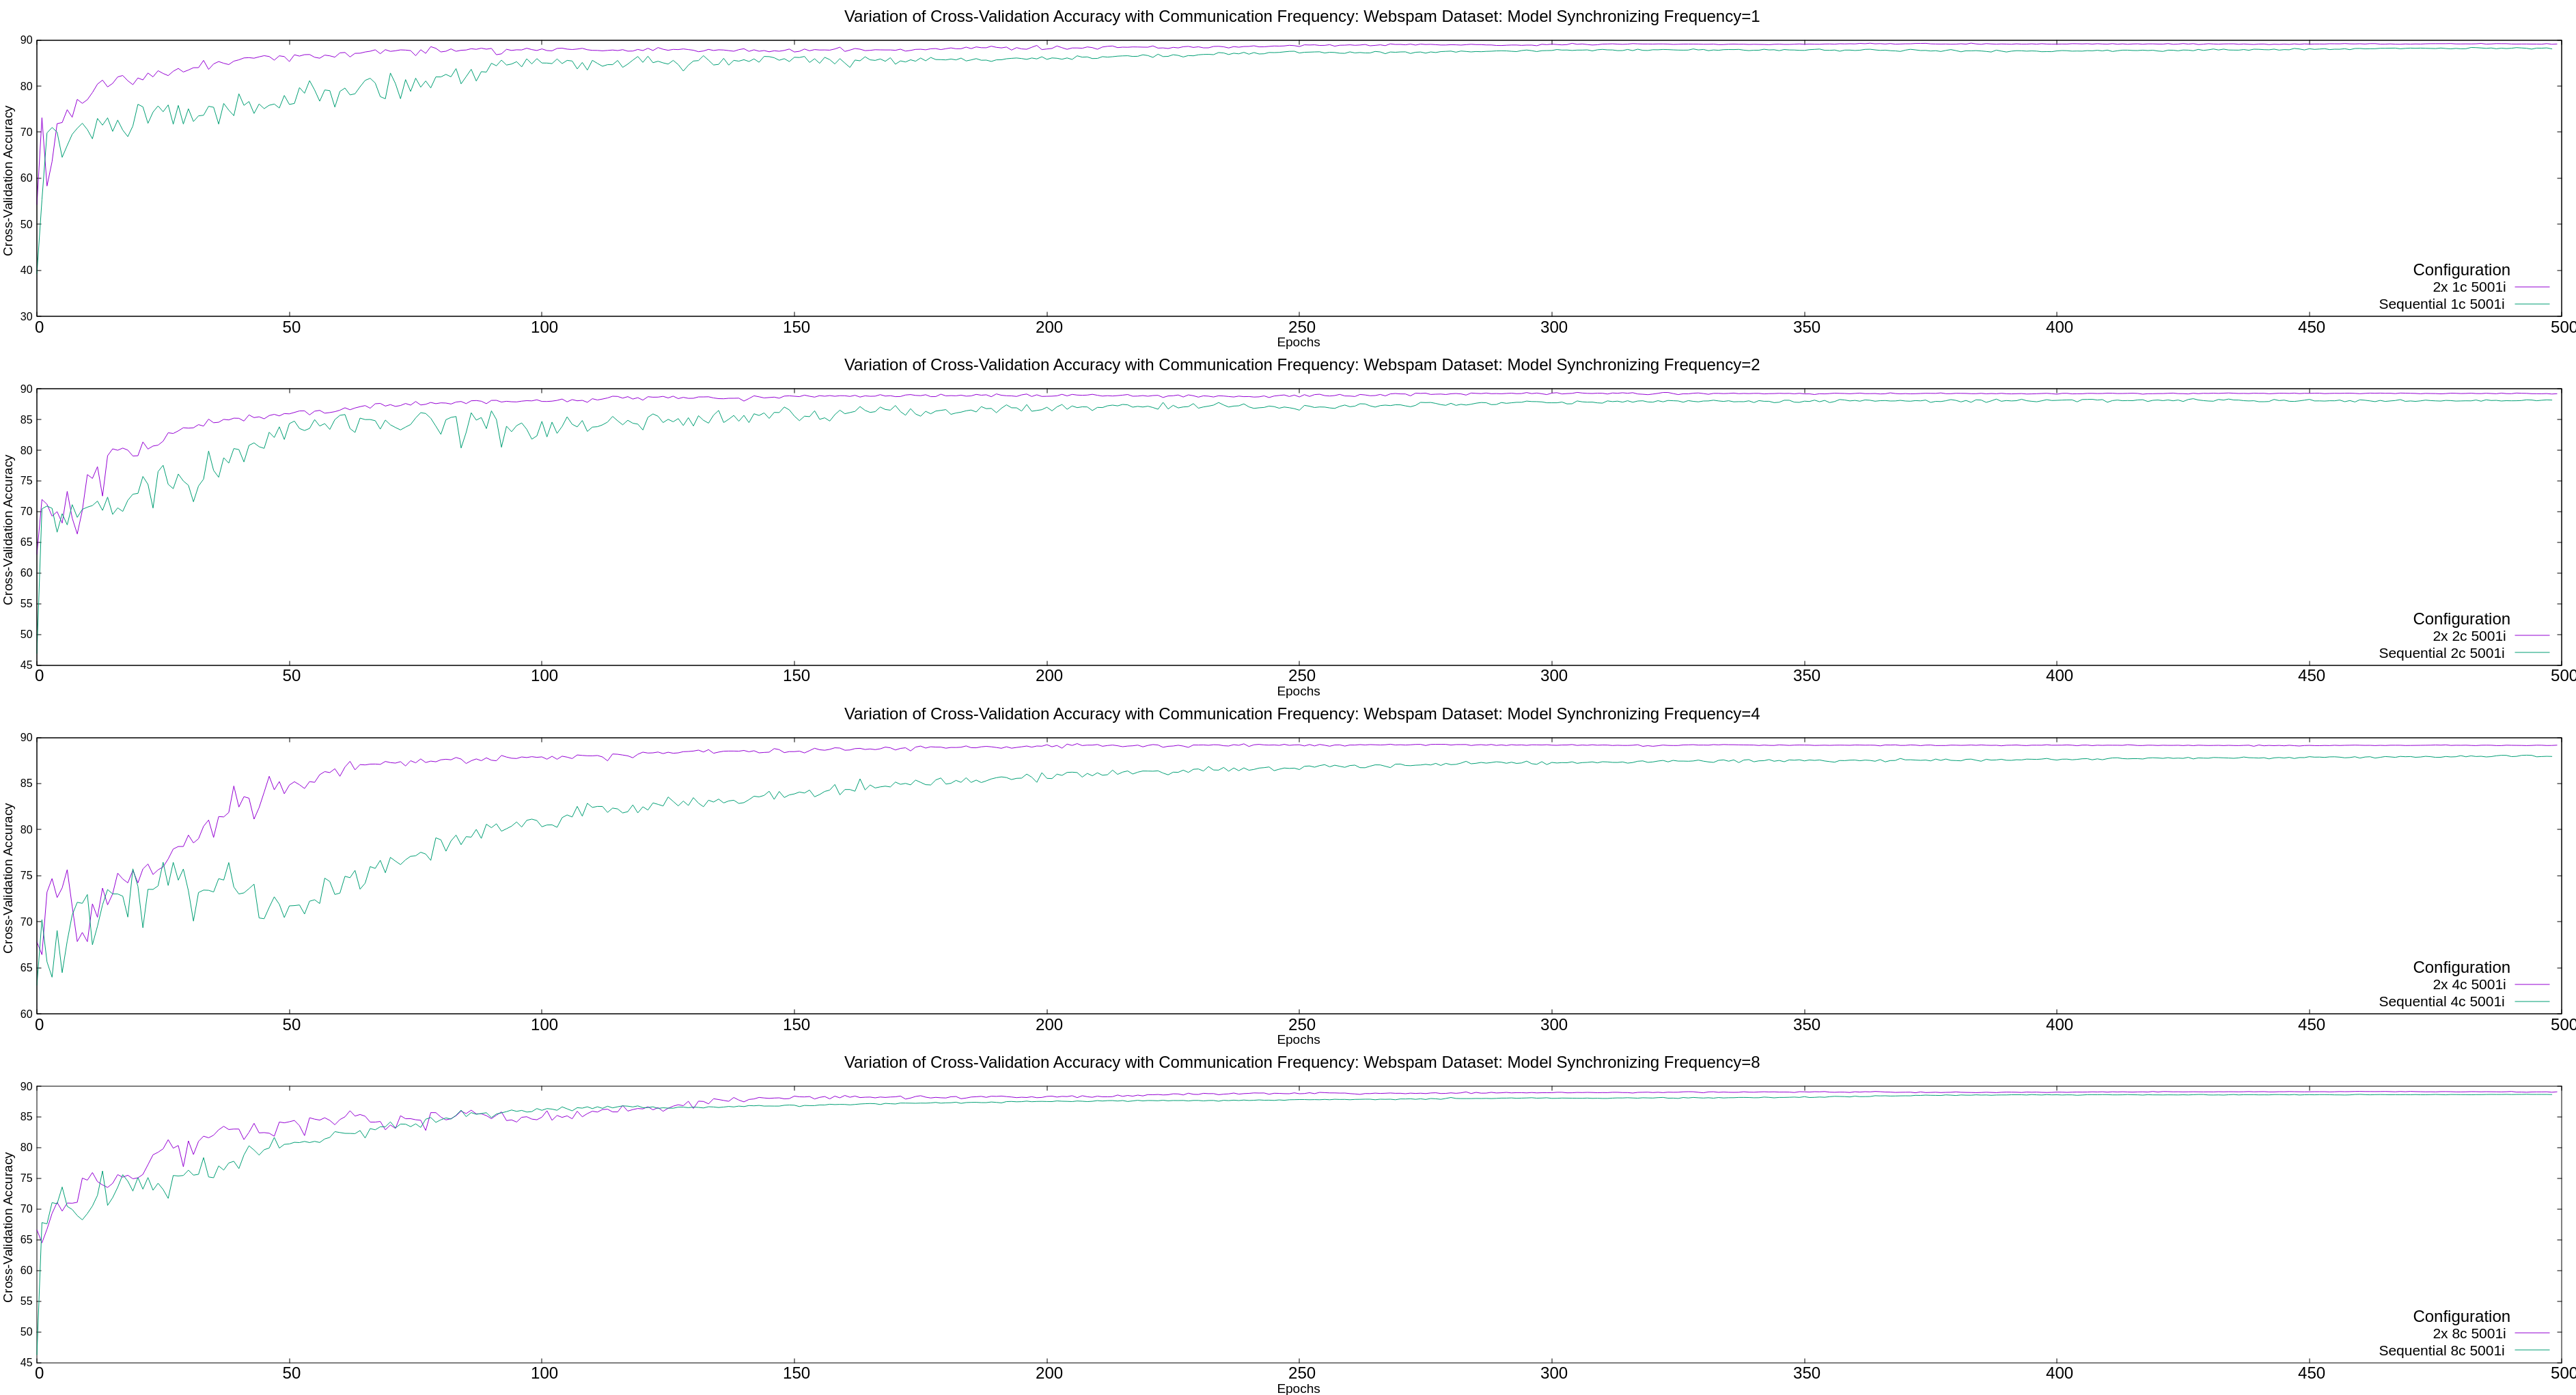 Variation of Cross-Validation Accuracy with Communication Frequency: Webspam Dataset: Model Synchronizing Frequency=1
90
80
70
60
50
40
30
Cross-Validation Accuracy
Configuration
2x 1c 5001i
Sequential 1c 5001i
0 50 100 150 200 250 300 350 400 450 500
Epochs
Variation of Cross-Validation Accuracy with Communication Frequency: Webspam Dataset: Model Synchronizing Frequency=2
90
85
80
75
70
65
60
55
50
45
Cross-Validation Accuracy
Configuration
2x 2c 5001i
Sequential 2c 5001i
0 50 100 150 200 250 300 350 400 450 500
Epochs
Variation of Cross-Validation Accuracy with Communication Frequency: Webspam Dataset: Model Synchronizing Frequency=4
90
85
80
75
70
65
60
Cross-Validation Accuracy
Configuration
2x 4c 5001i
Sequential 4c 5001i
0 50 100 150 200 250 300 350 400 450 500
Epochs
Variation of Cross-Validation Accuracy with Communication Frequency: Webspam Dataset: Model Synchronizing Frequency=8
90
85
80
75
70
65
60
55
50
45
Cross-Validation Accuracy
Configuration
2x 8c 5001i
Sequential 8c 5001i
0 50 100 150 200 250 300 350 400 450 500
Epochs